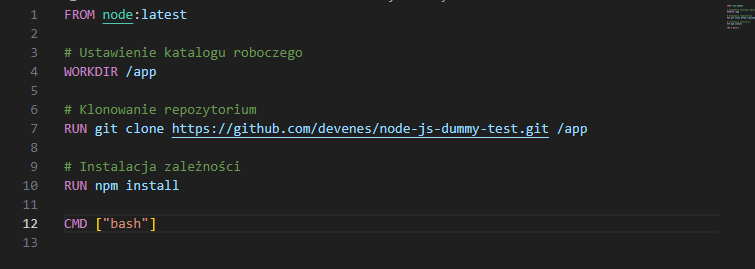 1 FROM node:latest
2
3 # Ustawienie katalogu roboczego
4 WORKDIR /app
5
6 # Klonowanie repozytorium
7 RUN git clone https://github.com/devenes/node-js-dummy-test.git /app
8
9 # Instalacja zależności
10 RUN npm install
11
12 CMD ["bash"]
13